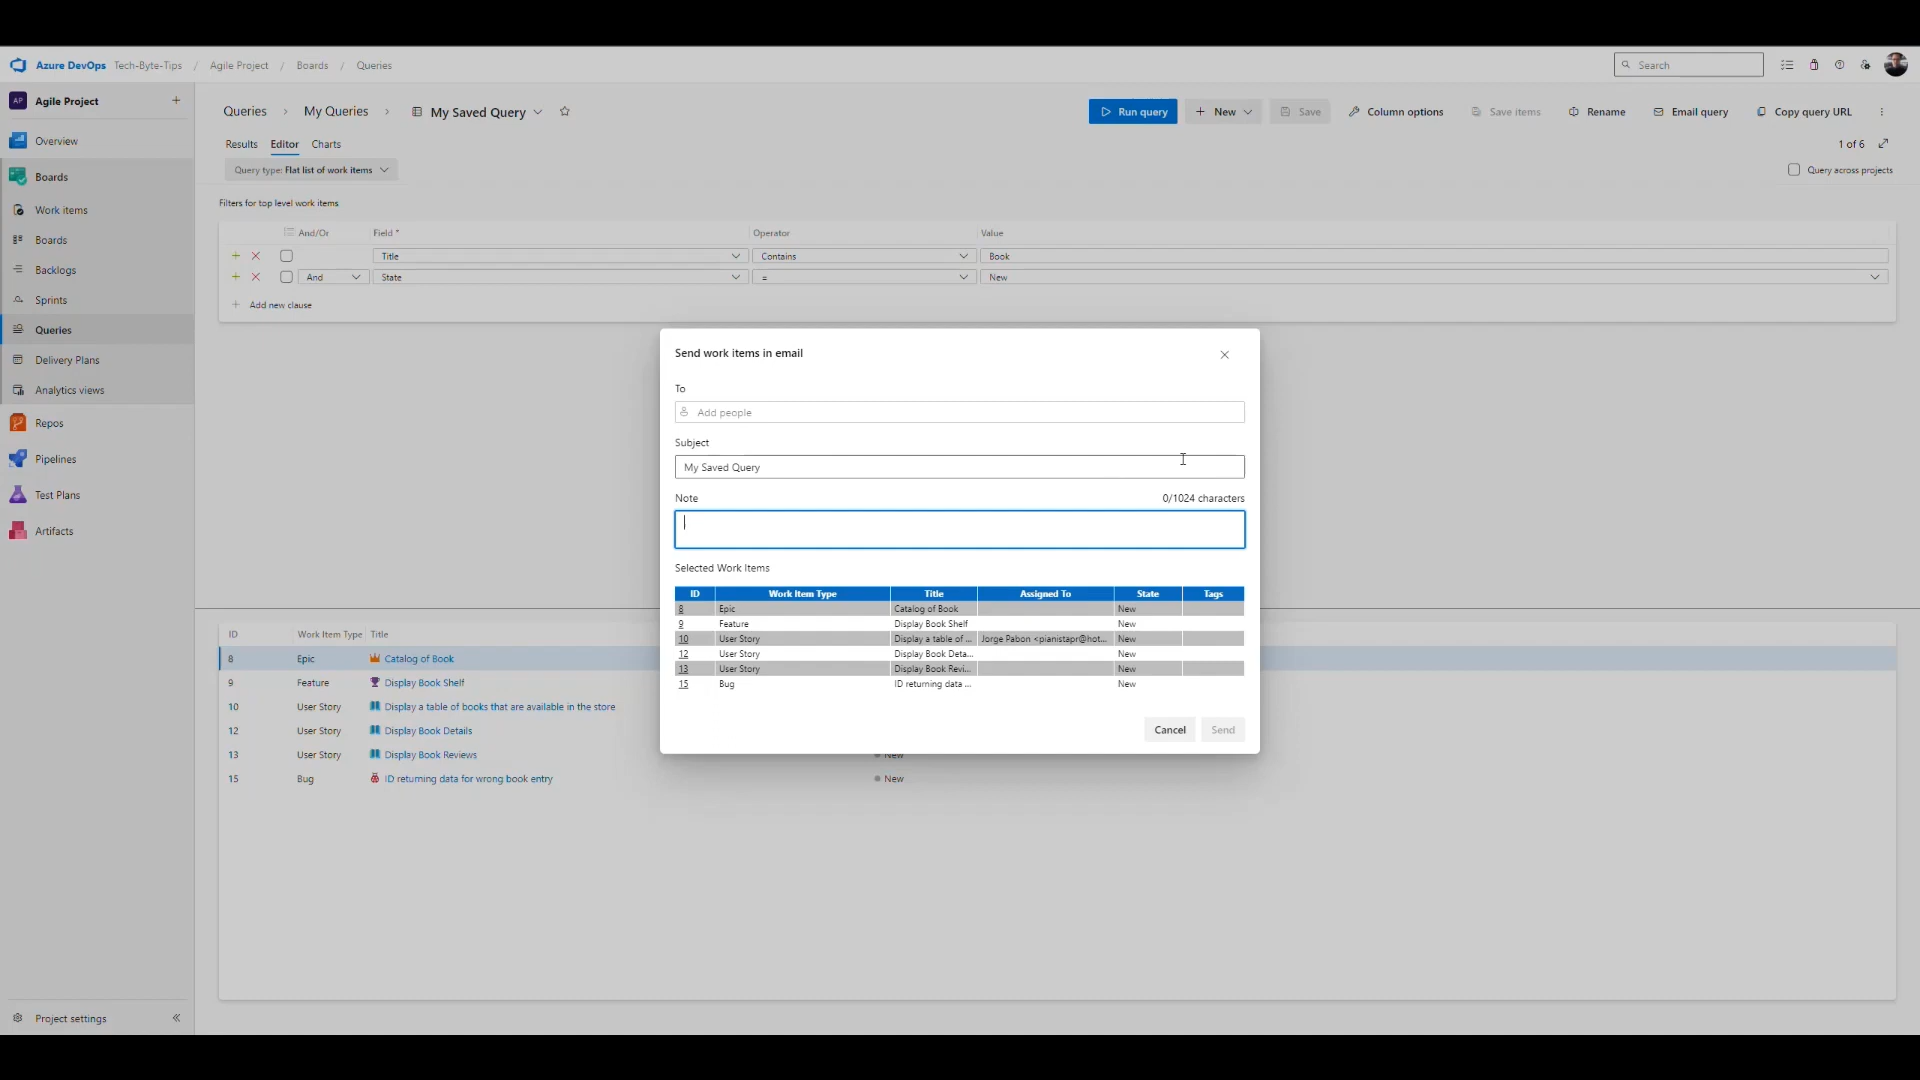 Azure DevOps Tech-Byte-Tips / Agile Project / Boards / Queries
Search
AP Agile Project +
Overview
Boards
Work items
Boards
Backlogs
Sprints
Queries
Delivery Plans
Analytics views
Repos
Pipelines
Test Plans
Artifacts
Project settings
Queries > My Queries > My Saved Query
Run query
+ New
Save
Column options
Save items
Rename
Email query
Copy query URL
Results Editor Charts
1 of 6
Query type: Flat list of work items
Query across projects
Filters for top level work items
And/Or Field * Operator Value
Title Contains Book
And State = New
+ Add new clause
Send work items in email
To
Add people
Subject
My Saved Query
Note 0/1024 characters
Selected Work Items
ID Work Item Type Title Assigned To State Tags
8 Epic Catalog of Book New
9 Feature Display Book Shelf New
10 User Story Display a table of ... Jorge Pabon <pianistapr@hot... New
12 User Story Display Book Deta... New
13 User Story Display Book Revi... New
15 Bug ID returning data ... New
Cancel Send
ID Work Item Type Title
8 Epic Catalog of Book
9 Feature Display Book Shelf
10 User Story Display a table of books that are available in the store
12 User Story Display Book Details
13 User Story Display Book Reviews New
15 Bug ID returning data for wrong book entry New